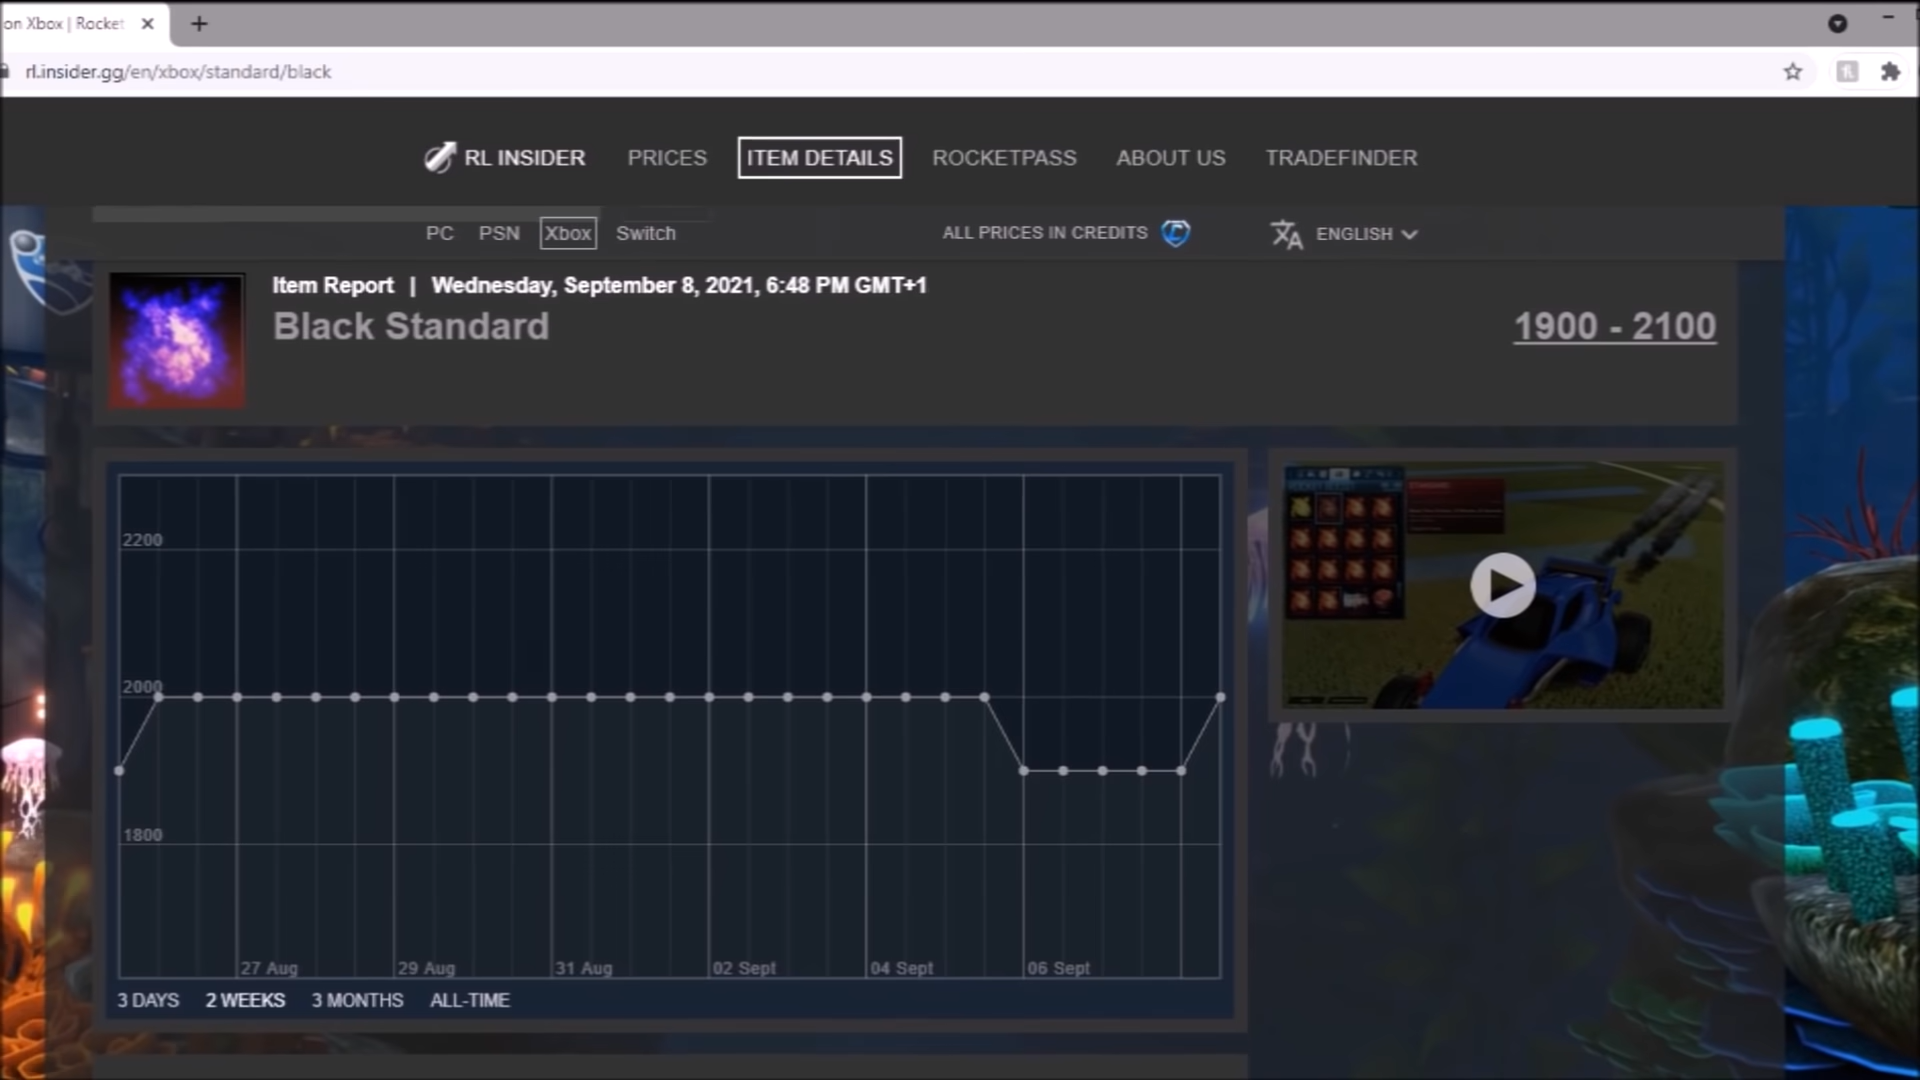 on Xbox | Rocket
rl.insider.gg/en/xbox/standard/black
RL INSIDER PRICES ITEM DETAILS ROCKETPASS ABOUT US TRADEFINDER
PC PSN Xbox Switch ALL PRICES IN CREDITS ENGLISH
Item Report | Wednesday, September 8, 2021, 6:48 PM GMT+1
Black Standard
1900 - 2100
2200
2000
1800
27 Aug 29 Aug 31 Aug 02 Sept 04 Sept 06 Sept
3 DAYS 2 WEEKS 3 MONTHS ALL-TIME